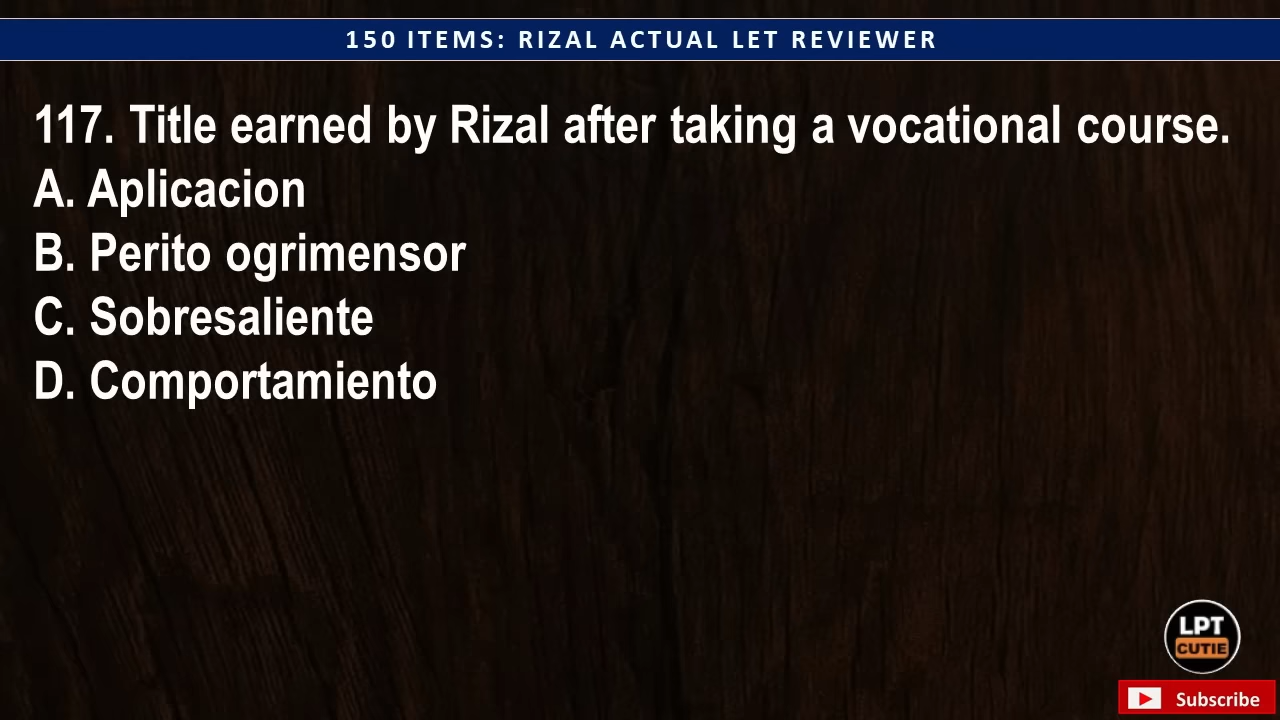 150 ITEMS: RIZAL ACTUAL LET REVIEWER
117. Title earned by Rizal after taking a vocational course.
A. Aplicacion
B. Perito ogrimensor
C. Sobresaliente
D. Comportamiento
LPT
CUTIE
Subscribe